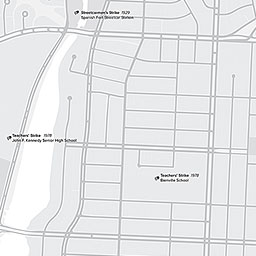 Streetcarmen's Strike 1929
Spanish Fort Streetcar Station
Teachers' Strike 1978
John F. Kennedy Senior High School
Teachers' Strike 1978
Bienville School